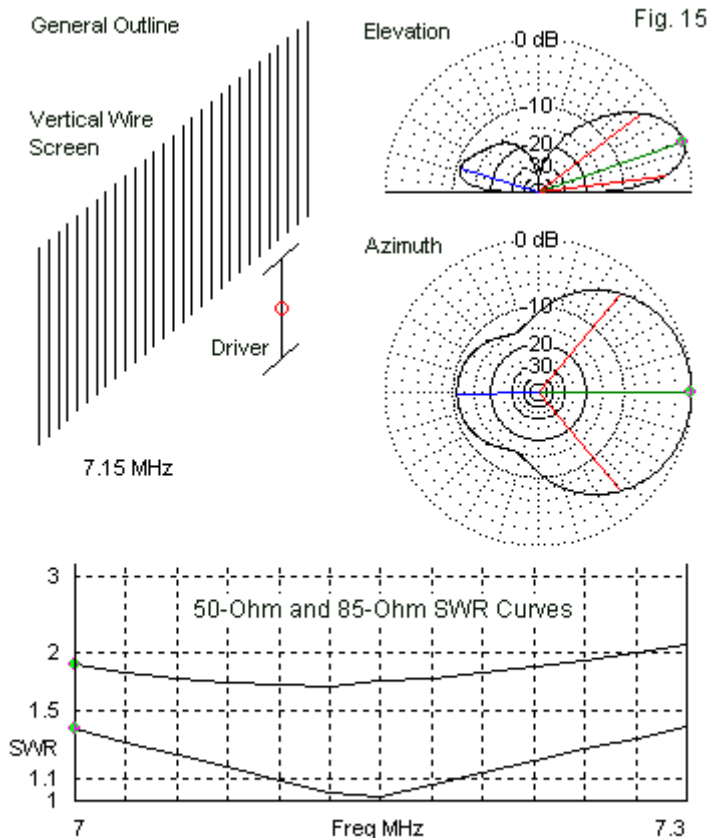 General Outline
Elevation
Fig. 15
0 dB
-10
20
30
Vertical Wire
Screen
Driver
7.15 MHz
Azimuth
0 dB
-10
20
30
50-Ohm and 85-Ohm SWR Curves
3
2
1.5
SWR
1.1
1
7
Freq MHz
7.3